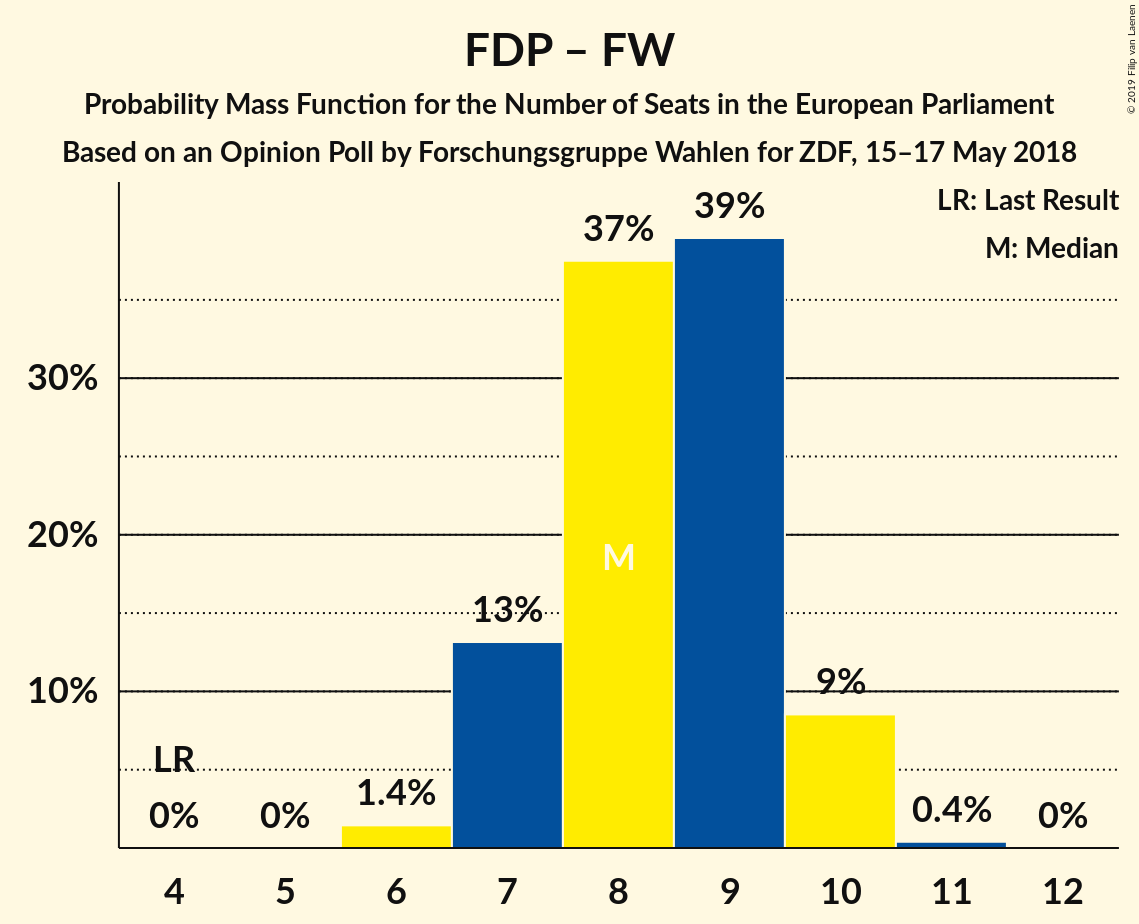 FDP – FW
Probability Mass Function for the Number of Seats in the European Parliament
Based on an Opinion Poll by Forschungsgruppe Wahlen for ZDF, 15–17 May 2018
© 2019 Filip van Laenen
LR: Last Result
M: Median
30%
20%
10%
LR
0%
0%
1.4%
13%
37%
M
39%
9%
0.4%
0%
4 5 6 7 8 9 10 11 12